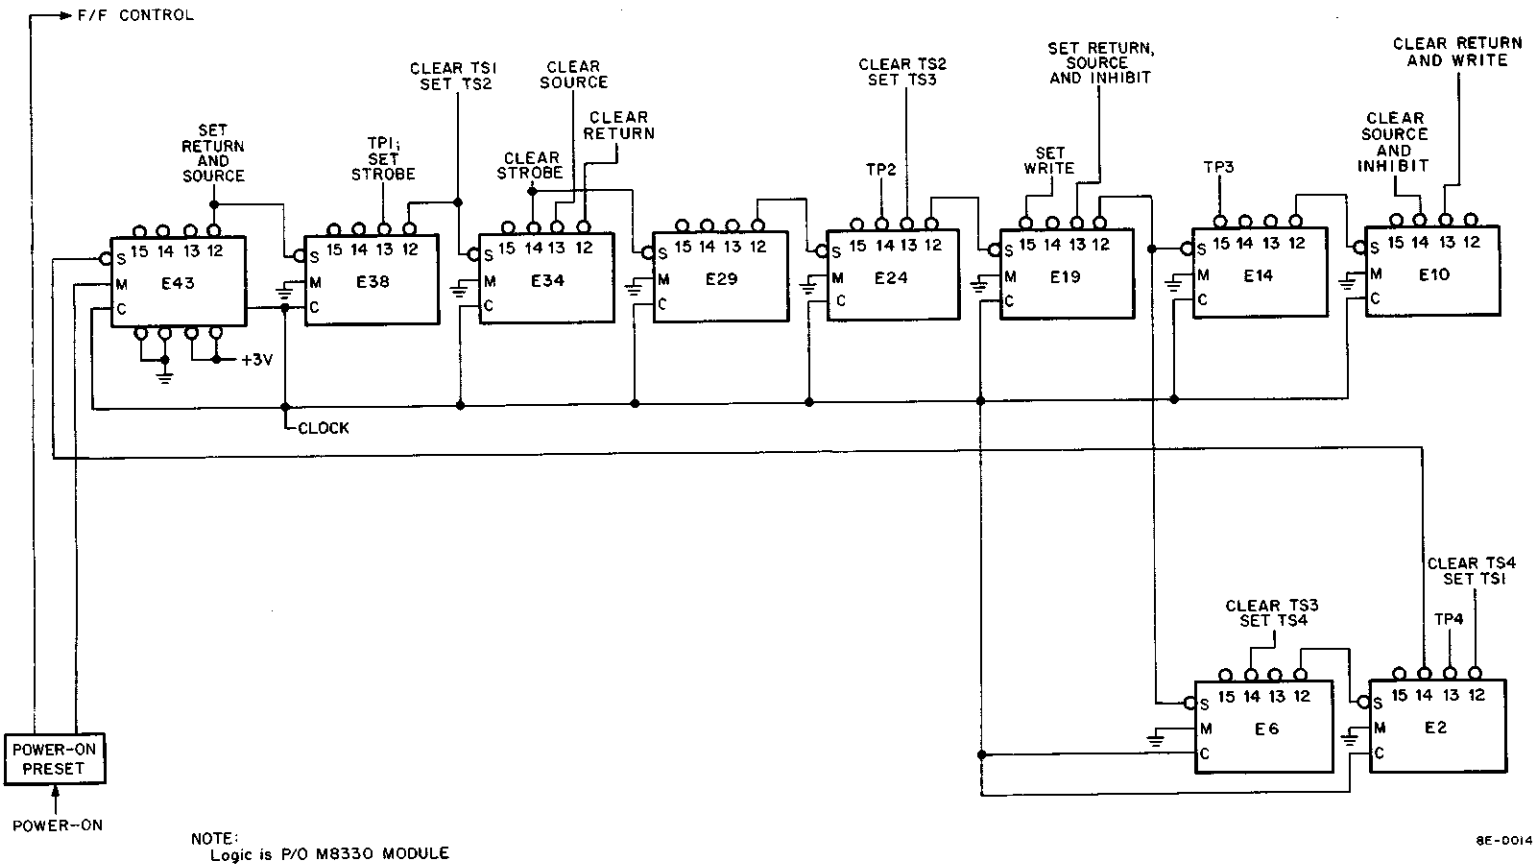 F/F CONTROL
SET
RETURN
AND
SOURCE
TP1;
SET
STROBE
CLEAR TS1
SET TS2
CLEAR
SOURCE
CLEAR
RETURN
CLEAR
STROBE
CLEAR TS2
SET TS3
TP2
SET RETURN,
SOURCE
AND INHIBIT
SET
WRITE
TP3
CLEAR RETURN
AND WRITE
CLEAR
SOURCE
AND
INHIBIT
15 14 13 12
S
M E43
C
+3V
15 14 13 12
S
M E38
C
15 14 13 12
S
M E34
C
15 14 13 12
S
M E29
C
15 14 13 12
S
M E24
C
15 14 13 12
S
M E19
C
15 14 13 12
S
M E14
C
15 14 13 12
S
M E10
C
CLOCK
CLEAR TS3
SET TS4
15 14 13 12
S
M E6
C
CLEAR TS4
SET TS1
TP4
15 14 13 12
S
M E2
C
POWER-ON
PRESET
POWER-ON
NOTE:
Logic is P/O M8330 MODULE
8E-0014